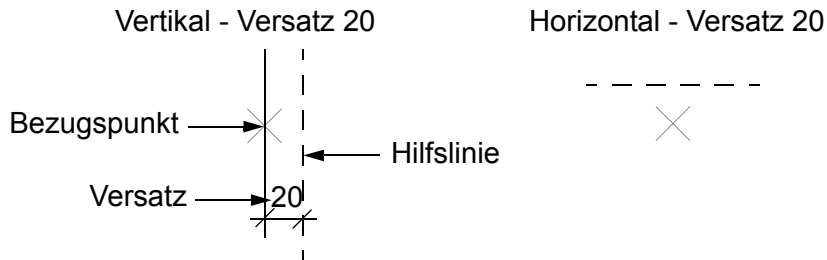 Vertikal - Versatz 20
Horizontal - Versatz 20
Bezugspunkt
Hilfslinie
Versatz
20